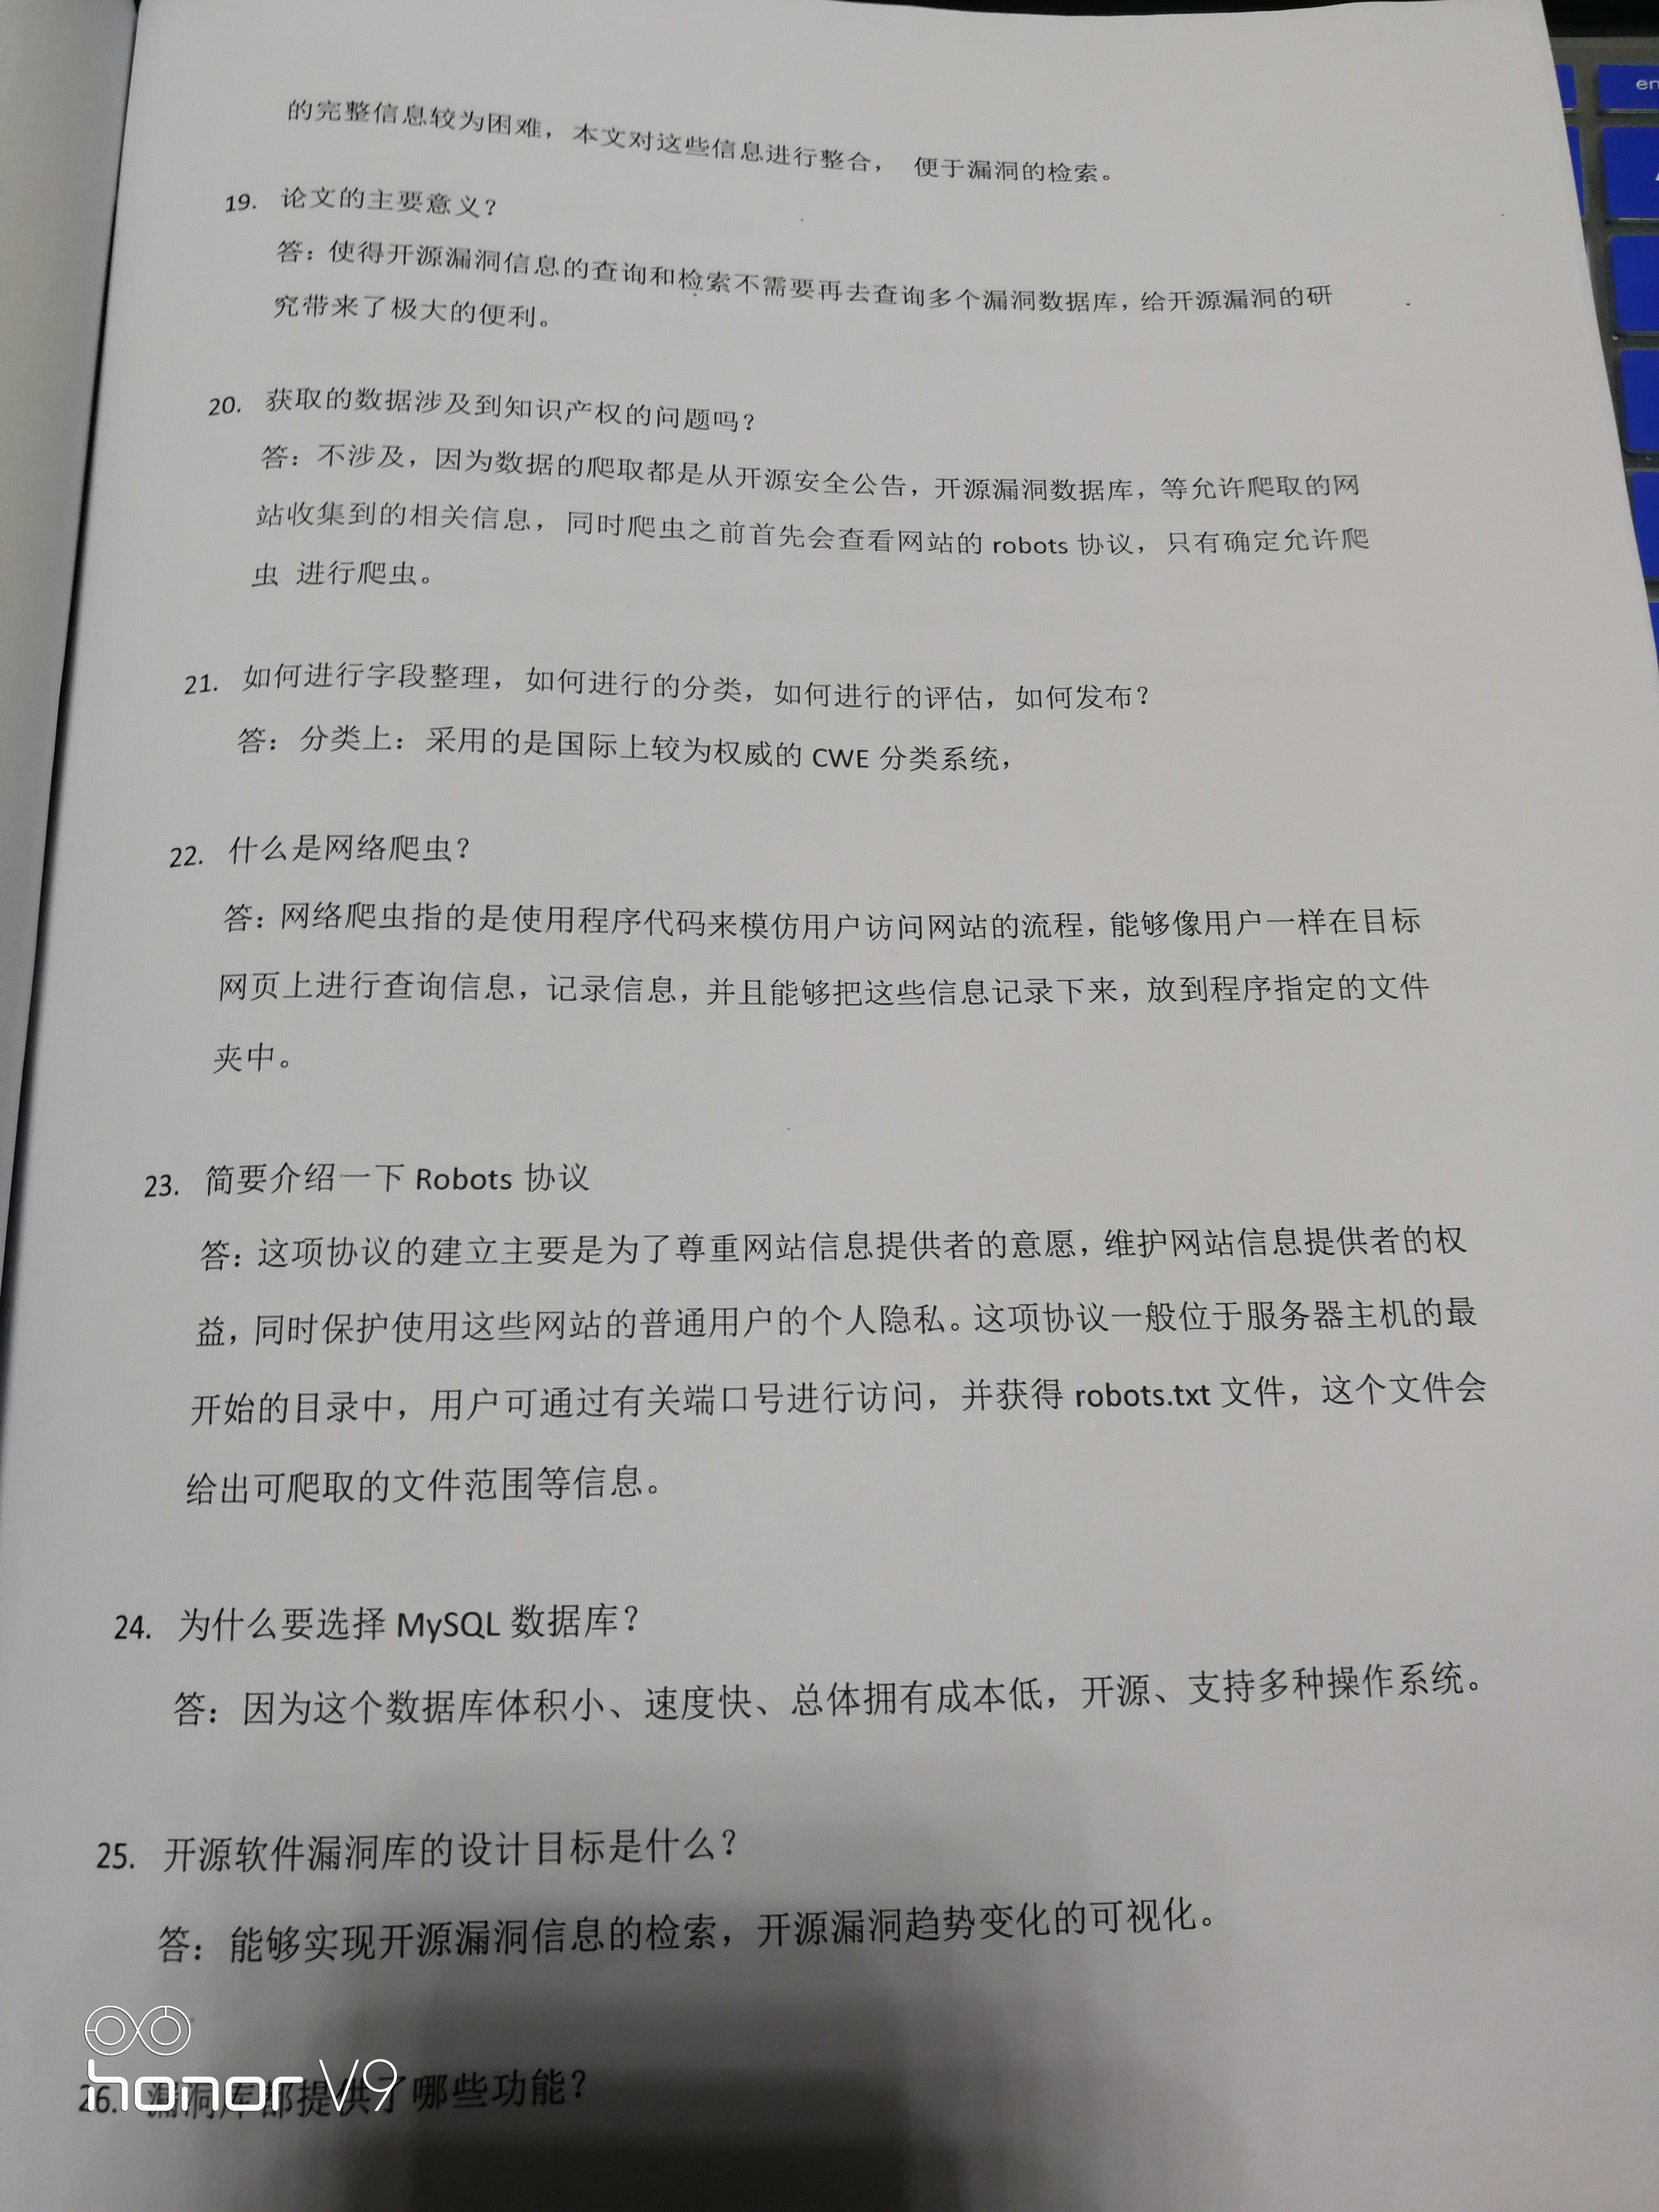 的完整信息较为困难，本文对这些信息进行整合， 便于漏洞的检索。
19. 论文的主要意义？
答：使得开源漏洞信息的查询和检索不需要再去查询多个漏洞数据库，给开源漏洞的研
究带来了极大的便利。
20. 获取的数据涉及到知识产权的问题吗？
答：不涉及，因为数据的爬取都是从开源安全公告，开源漏洞数据库，等允许爬取的网
站收集到的相关信息，同时爬虫之前首先会查看网站的 robots 协议，只有确定允许爬
虫 进行爬虫。
21. 如何进行字段整理，如何进行的分类，如何进行的评估，如何发布？
答：分类上：采用的是国际上较为权威的 CWE 分类系统，
22. 什么是网络爬虫？
答：网络爬虫指的是使用程序代码来模仿用户访问网站的流程，能够像用户一样在目标
网页上进行查询信息，记录信息，并且能够把这些信息记录下来，放到程序指定的文件
夹中。
23. 简要介绍一下 Robots 协议
答：这项协议的建立主要是为了尊重网站信息提供者的意愿，维护网站信息提供者的权
益，同时保护使用这些网站的普通用户的个人隐私。这项协议一般位于服务器主机的最
开始的目录中，用户可通过有关端口号进行访问，并获得 robots.txt 文件，这个文件会
给出可爬取的文件范围等信息。
24. 为什么要选择 MySQL 数据库？
答：因为这个数据库体积小、速度快、总体拥有成本低，开源、支持多种操作系统。
25. 开源软件漏洞库的设计目标是什么？
答：能够实现开源漏洞信息的检索，开源漏洞趋势变化的可视化。
26. 漏洞库都提供了哪些功能？
honor V9
en